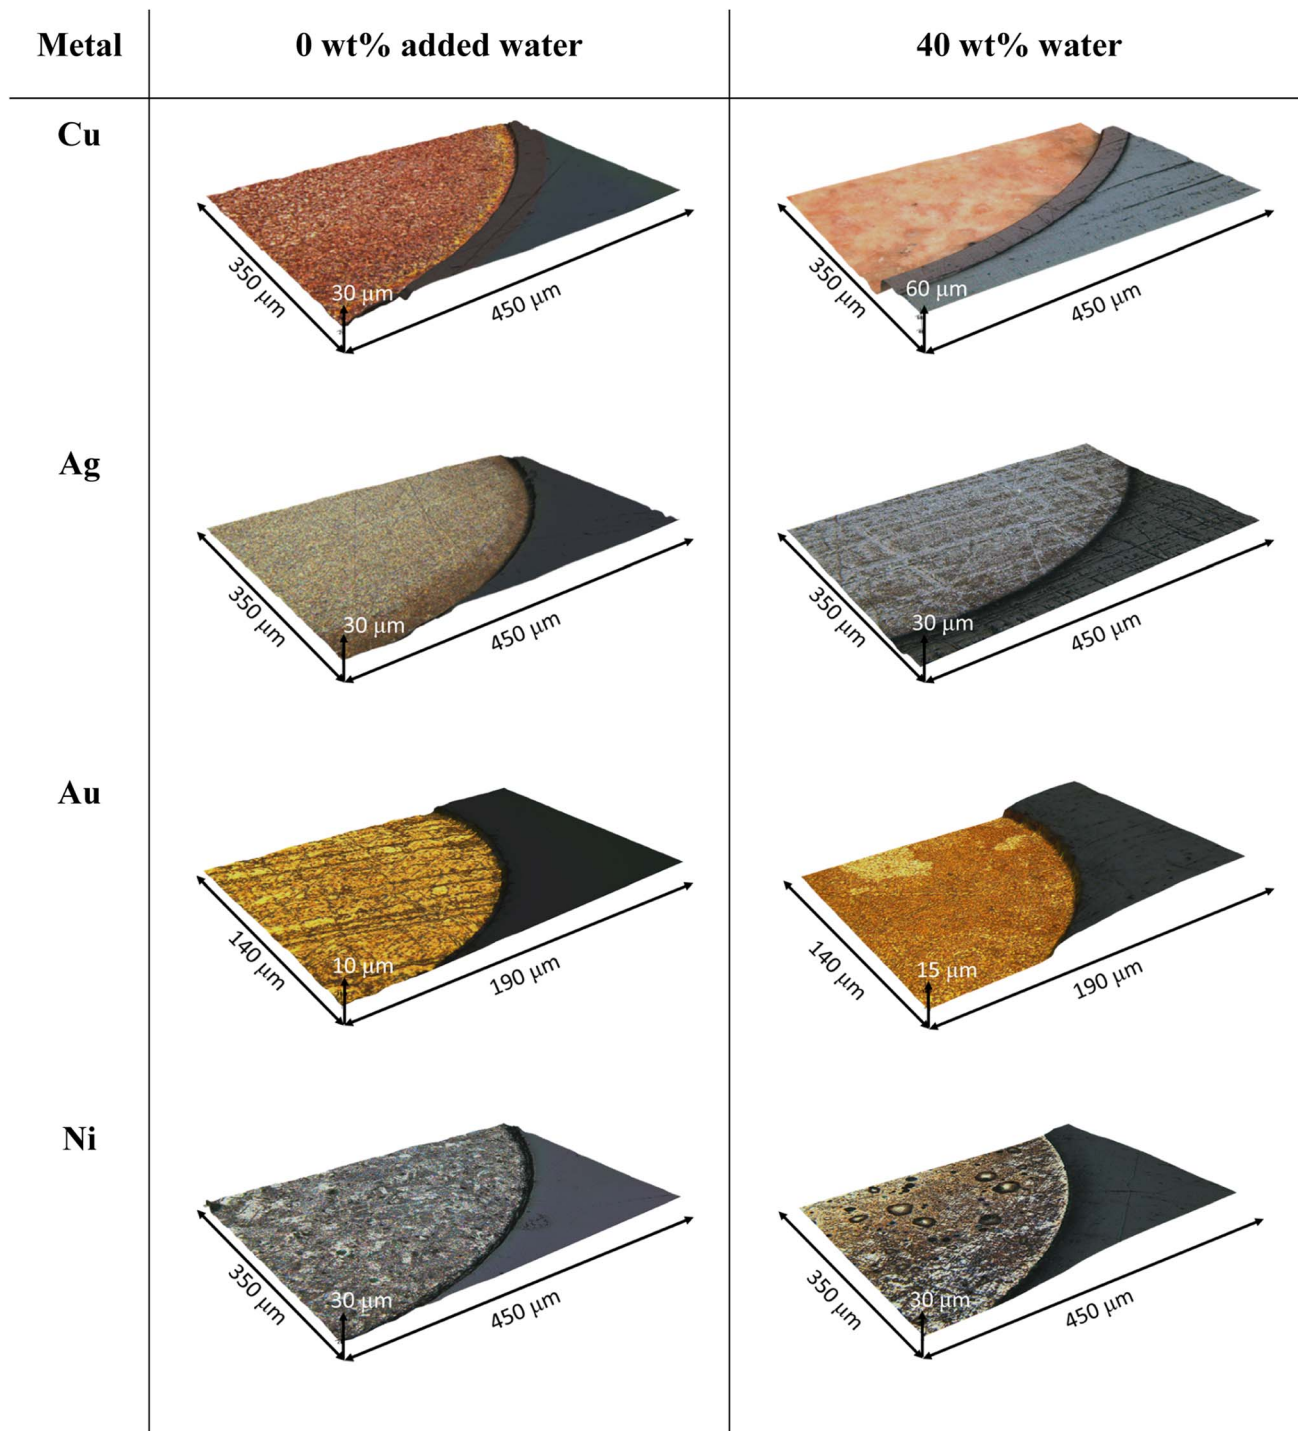 Metal 0 wt% added water 40 wt% water
Cu
350 µm 30 µm 450 µm 350 µm 60 µm 450 µm
Ag
350 µm 30 µm 450 µm 350 µm 30 µm 450 µm
Au
140 µm 10 µm 190 µm 140 µm 15 µm 190 µm
Ni
350 µm 30 µm 450 µm 350 µm 30 µm 450 µm